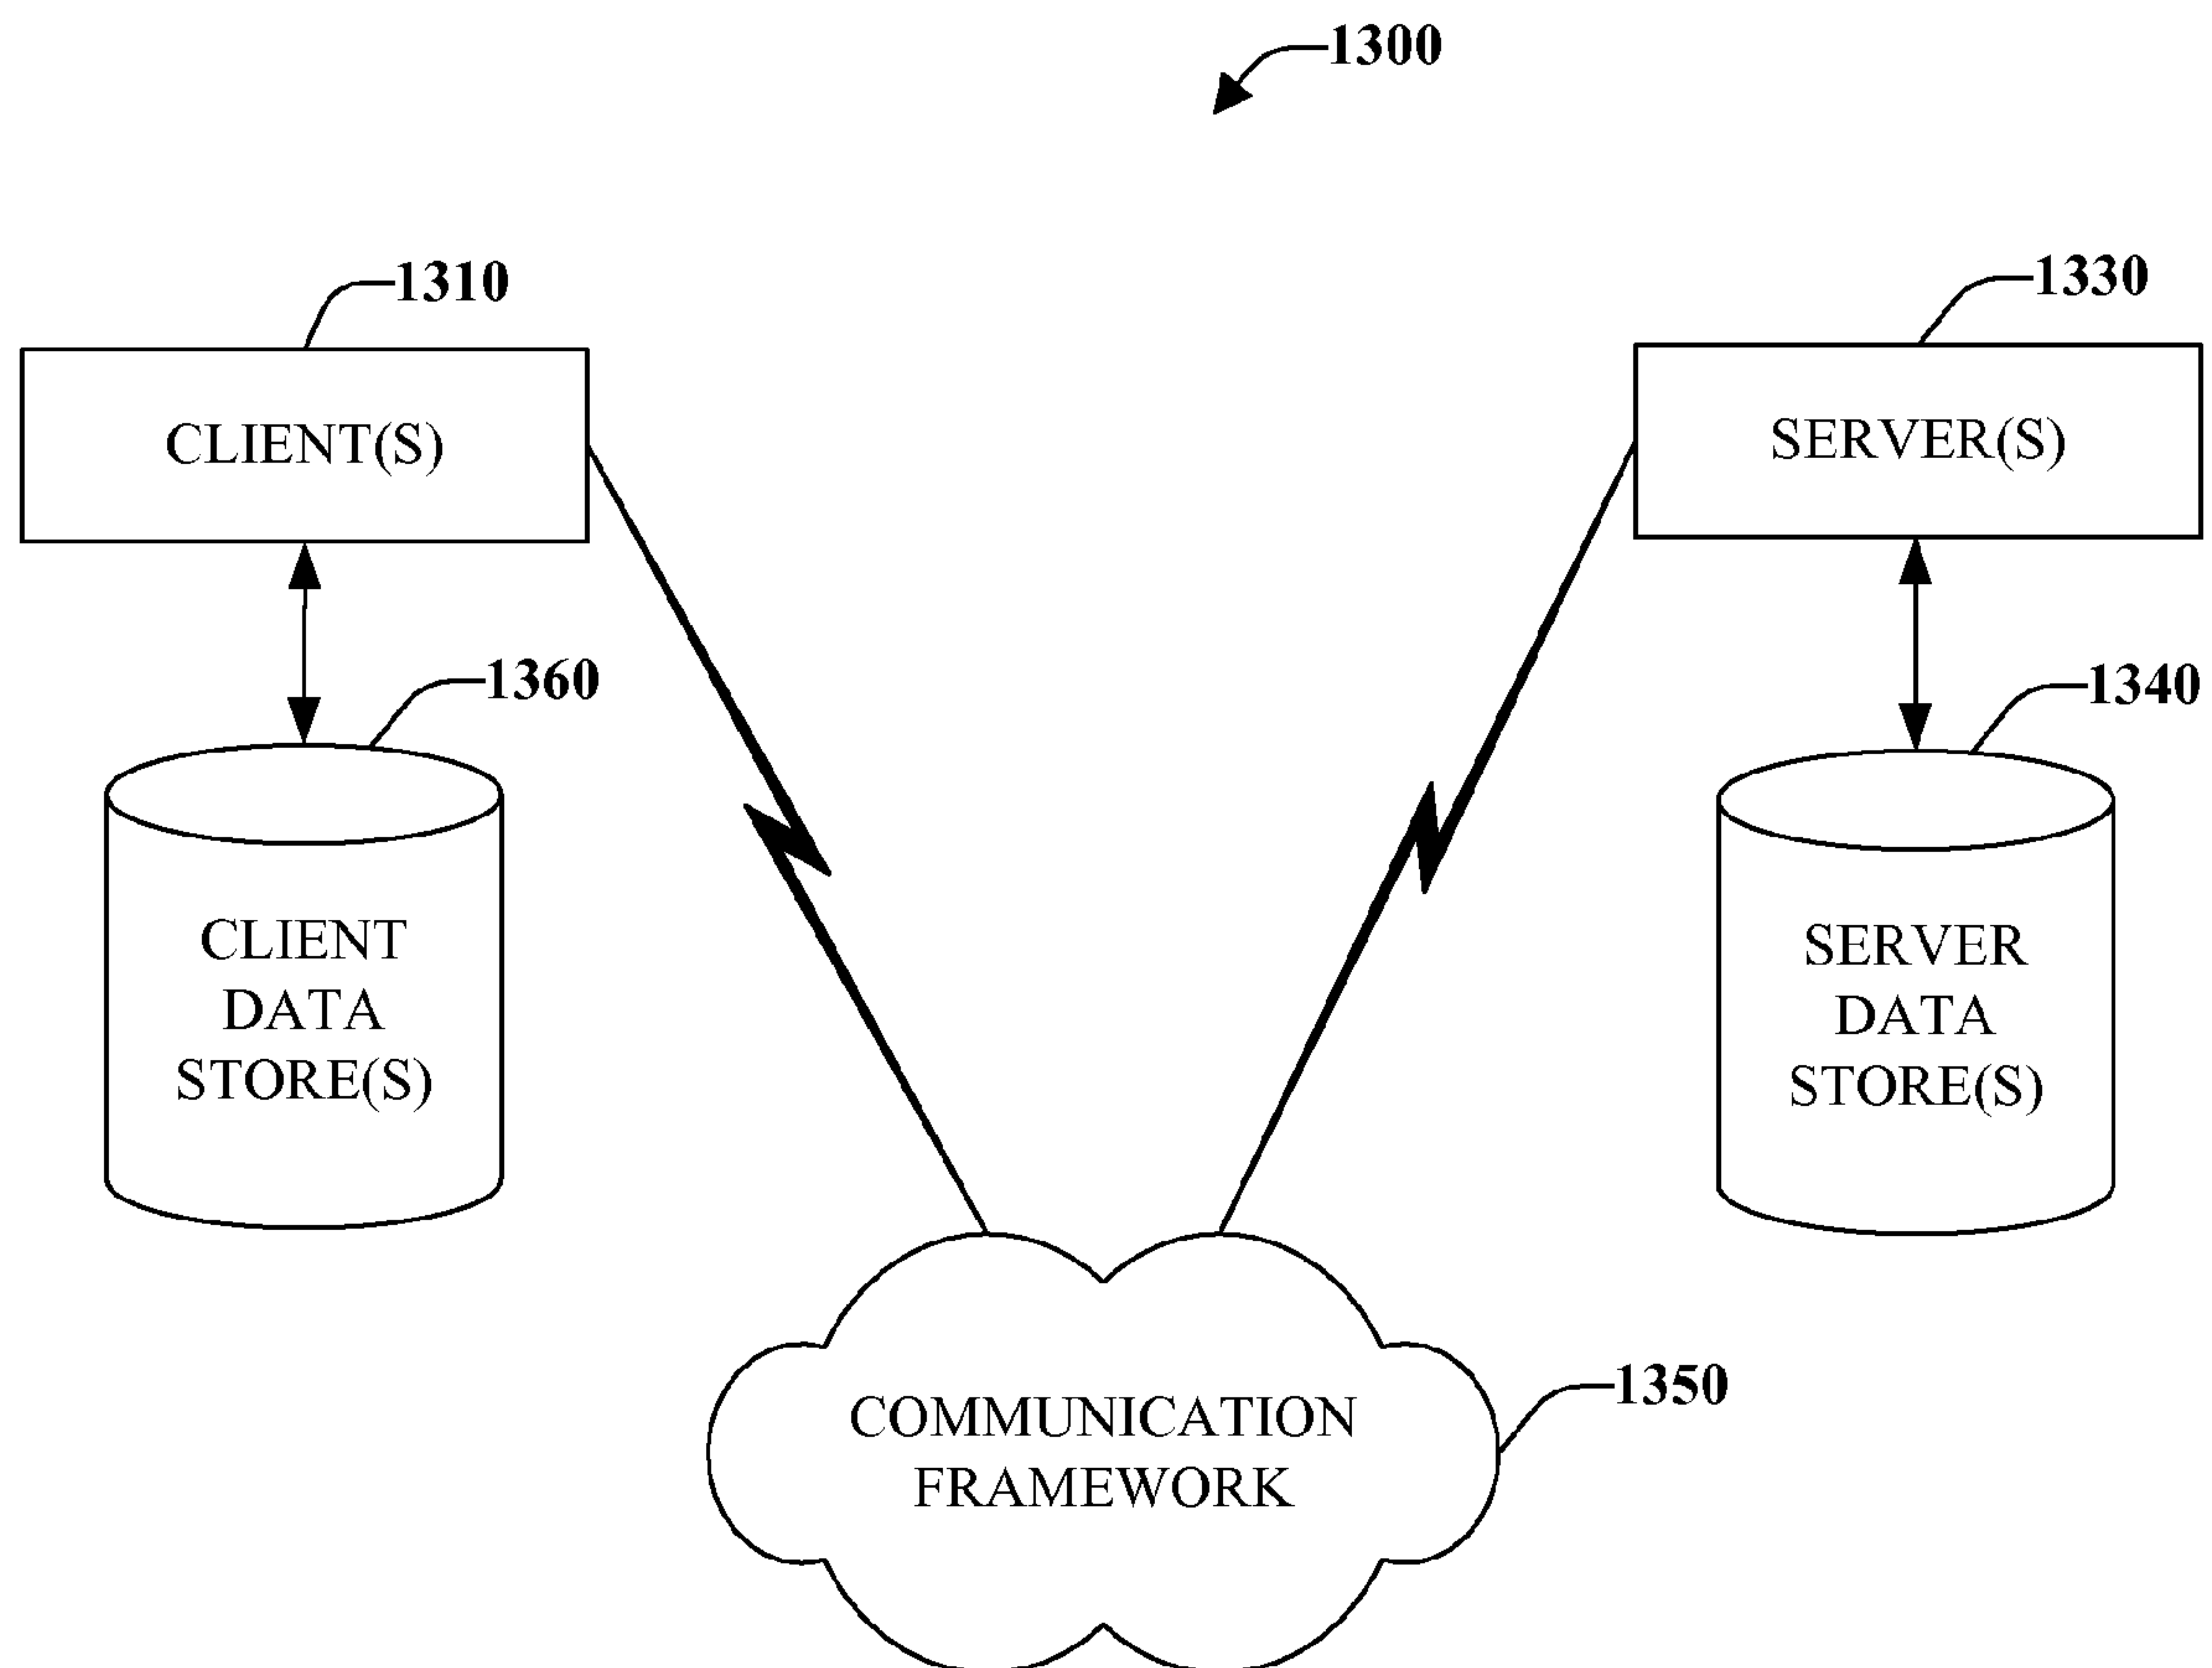 1300
1310
1330
CLIENT(S)
SERVER(S)
1360
1340
CLIENT
DATA
STORE(S)
SERVER
DATA
STORE(S)
1350
COMMUNICATION
FRAMEWORK